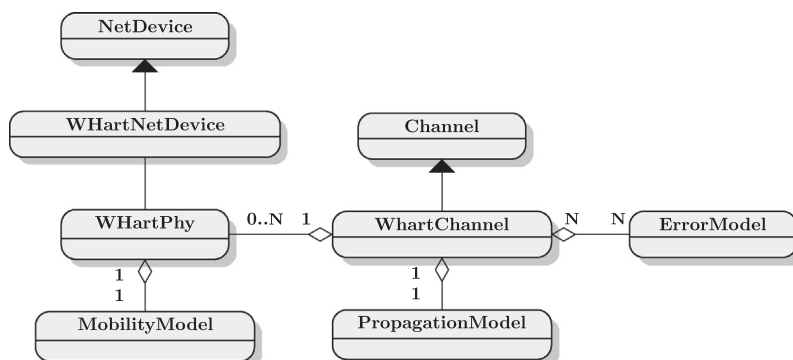 NetDevice
WHartNetDevice
Channel
WHartPhy
0..N 1
WhartChannel
N N
ErrorModel
1
1
1
1
MobilityModel
PropagationModel